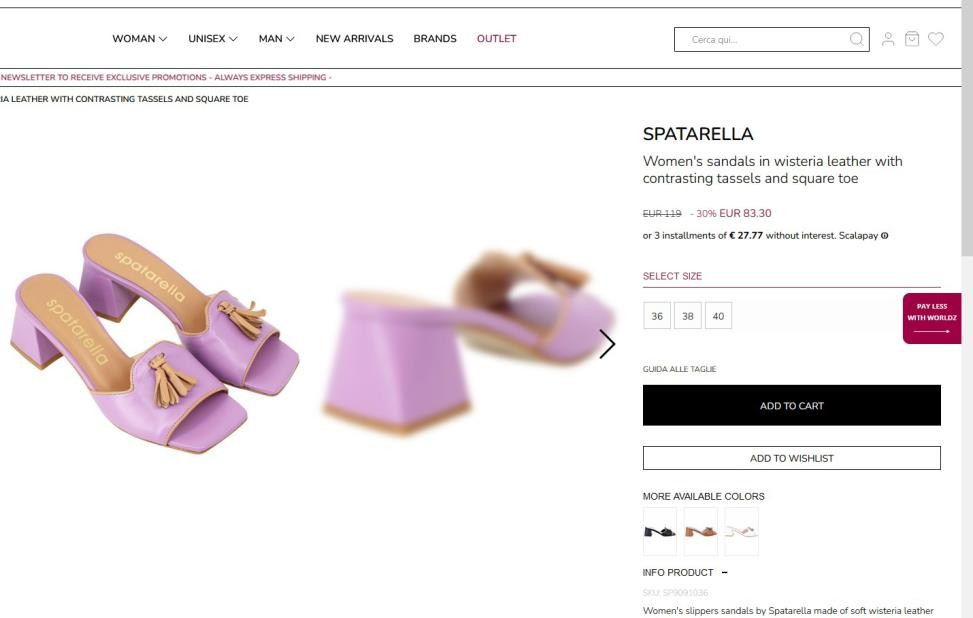 WOMAN UNISEX MAN NEW ARRIVALS BRANDS OUTLET
Cerca qui...
NEWSLETTER TO RECEIVE EXCLUSIVE PROMOTIONS - ALWAYS EXPRESS SHIPPING -
IA LEATHER WITH CONTRASTING TASSELS AND SQUARE TOE
spatarella
spatarella
SPATARELLA
Women's sandals in wisteria leather with
contrasting tassels and square toe
EUR 119 - 30% EUR 83.30
or 3 installments of € 27.77 without interest. Scalapay
SELECT SIZE
36 38 40
PAY LESS
WITH WORLDZ
GUIDA ALLE TAGLIE
ADD TO CART
ADD TO WISHLIST
MORE AVAILABLE COLORS
INFO PRODUCT -
SKU: SP9091036
Women's slippers sandals by Spatarella made of soft wisteria leather